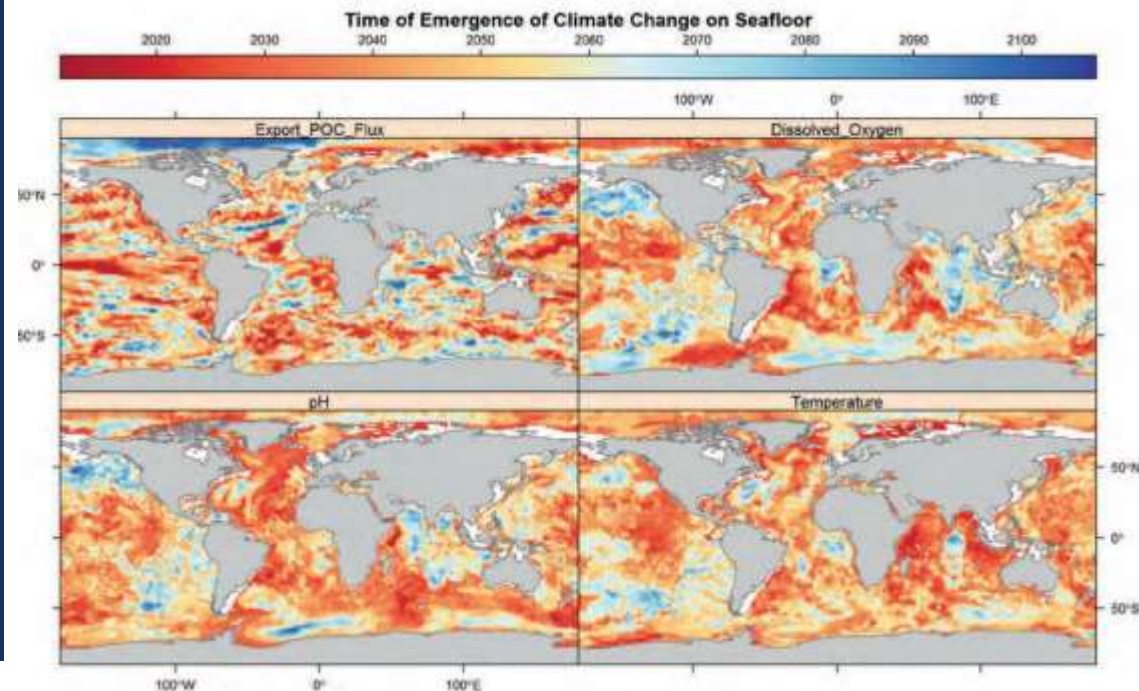 Time of Emergence of Climate Change on Seafloor
2020 2030 2040 2050 2060 2070 2080 2090 2100
100°W 0° 100°E
Export_POC_Flux Dissolved_Oxygen
50°N
0°
50°S
pH Temperature
50°N
0°
50°S
100°W 0° 100°E